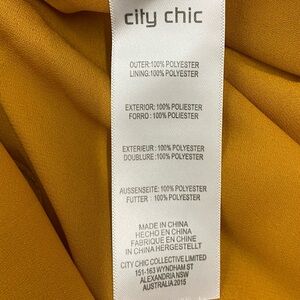 city chic
OUTER:100% POLYESTER
LINING:100% POLYESTER
EXTERIOR: 100% POLIESTER
FORRO : 100% POLIESTER
EXTERIEUR : 100% POLYESTER
DOUBLURE :100% POLYESTER
AUSSENSEITE: 100% POLYESTER
FUTTER : 100% POLYESTER
MADE IN CHINA
HECHO EN CHINA
FABRIQUE EN CHINE
IN CHINA HERGESTELLT
CITY CHIC COLLECTIVE LIMITED
151-163 WYNDHAM ST
ALEXANDRIA NSW
AUSTRALIA 2015